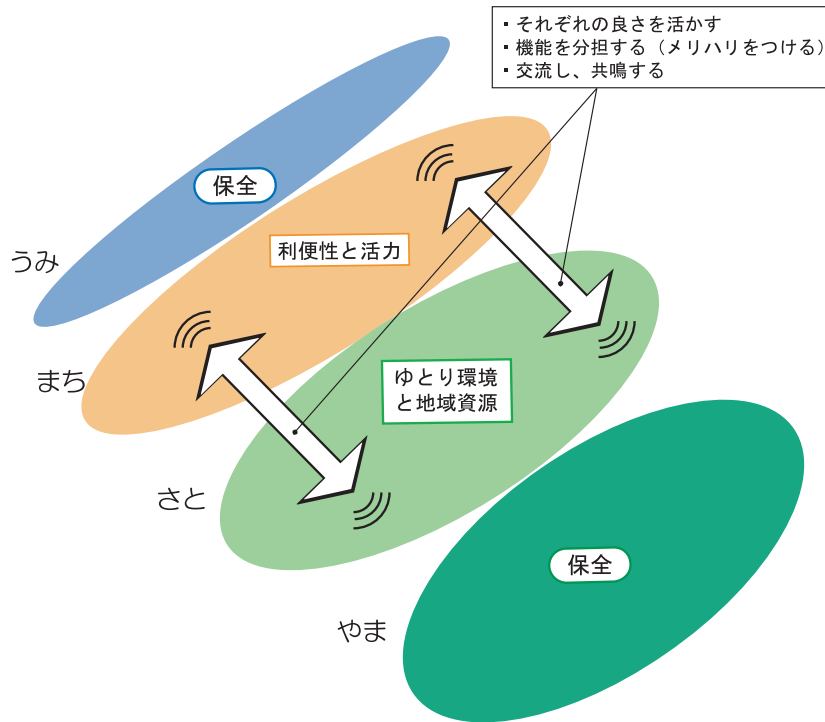 ・それぞれの良さを活かす
・機能を分担する（メリハリをつける）
・交流し、共鳴する
保全
うみ
利便性と活力
まち
ゆとり環境
と地域資源
さと
保全
やま